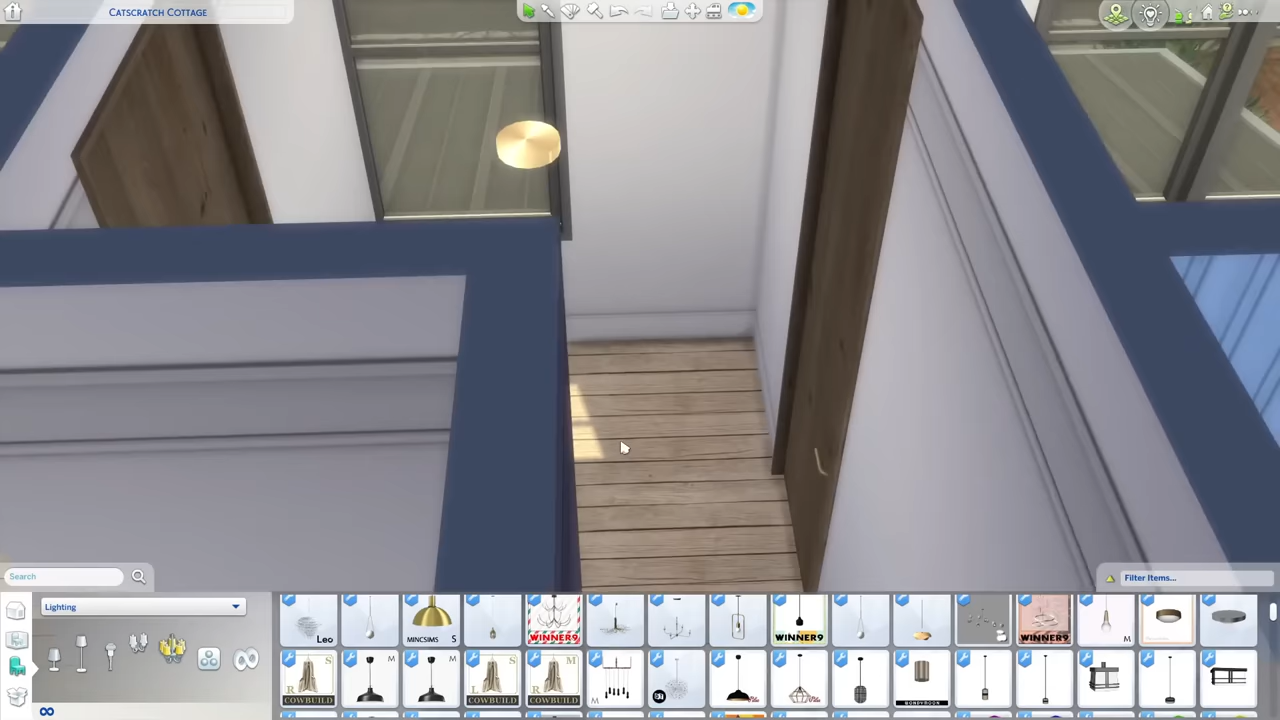 CATSCRATCH COTTAGE
Search
Filter Items...
Lighting
Leo
MINCSIMS S
WINNER9
WINNER9
WINNER9
M
R S
COWBUILD
M
M
S
COWBUILD
R M
COWBUILD
M